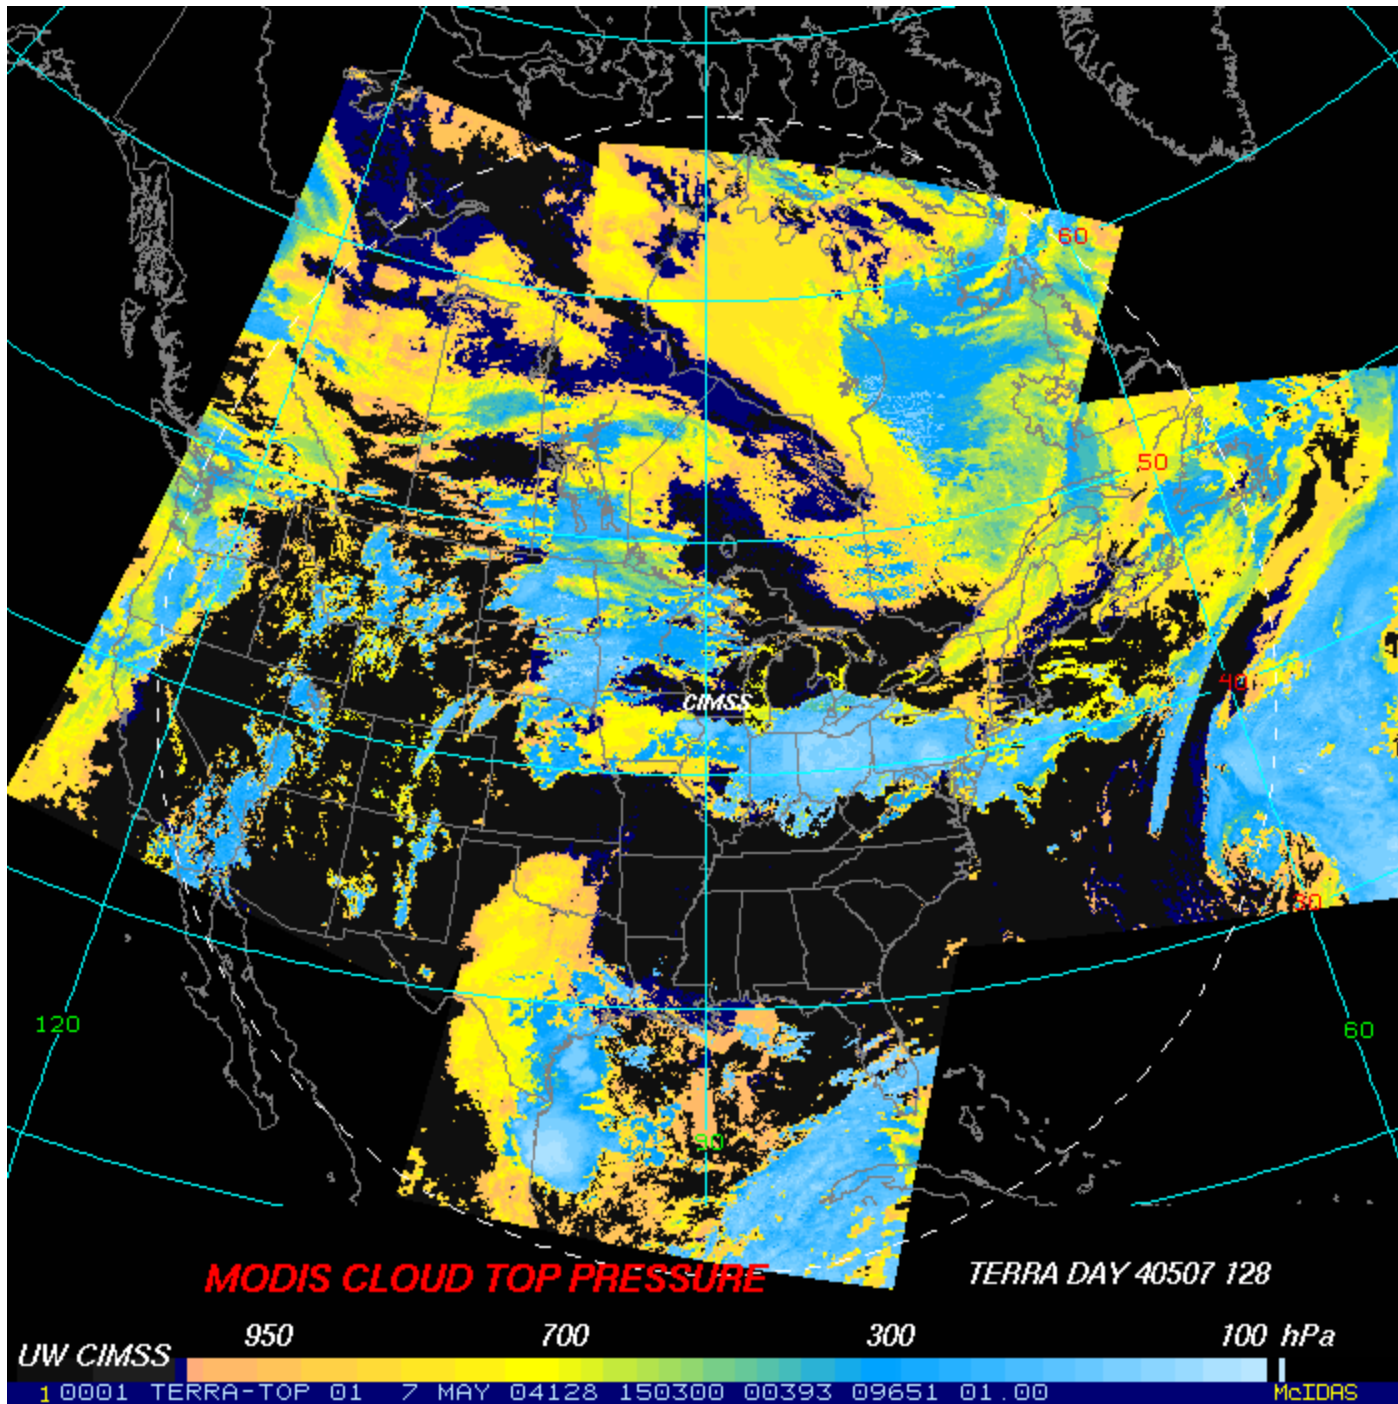 60
50
CIMSS
40
30
120
60
90
MODIS CLOUD TOP PRESSURE
TERRA DAY 40507 128
950 700 300 100 hPa
UW CIMSS
1 0001 TERRA-TOP 01 7 MAY 04128 150300 00393 09651 01.00 McIDAS